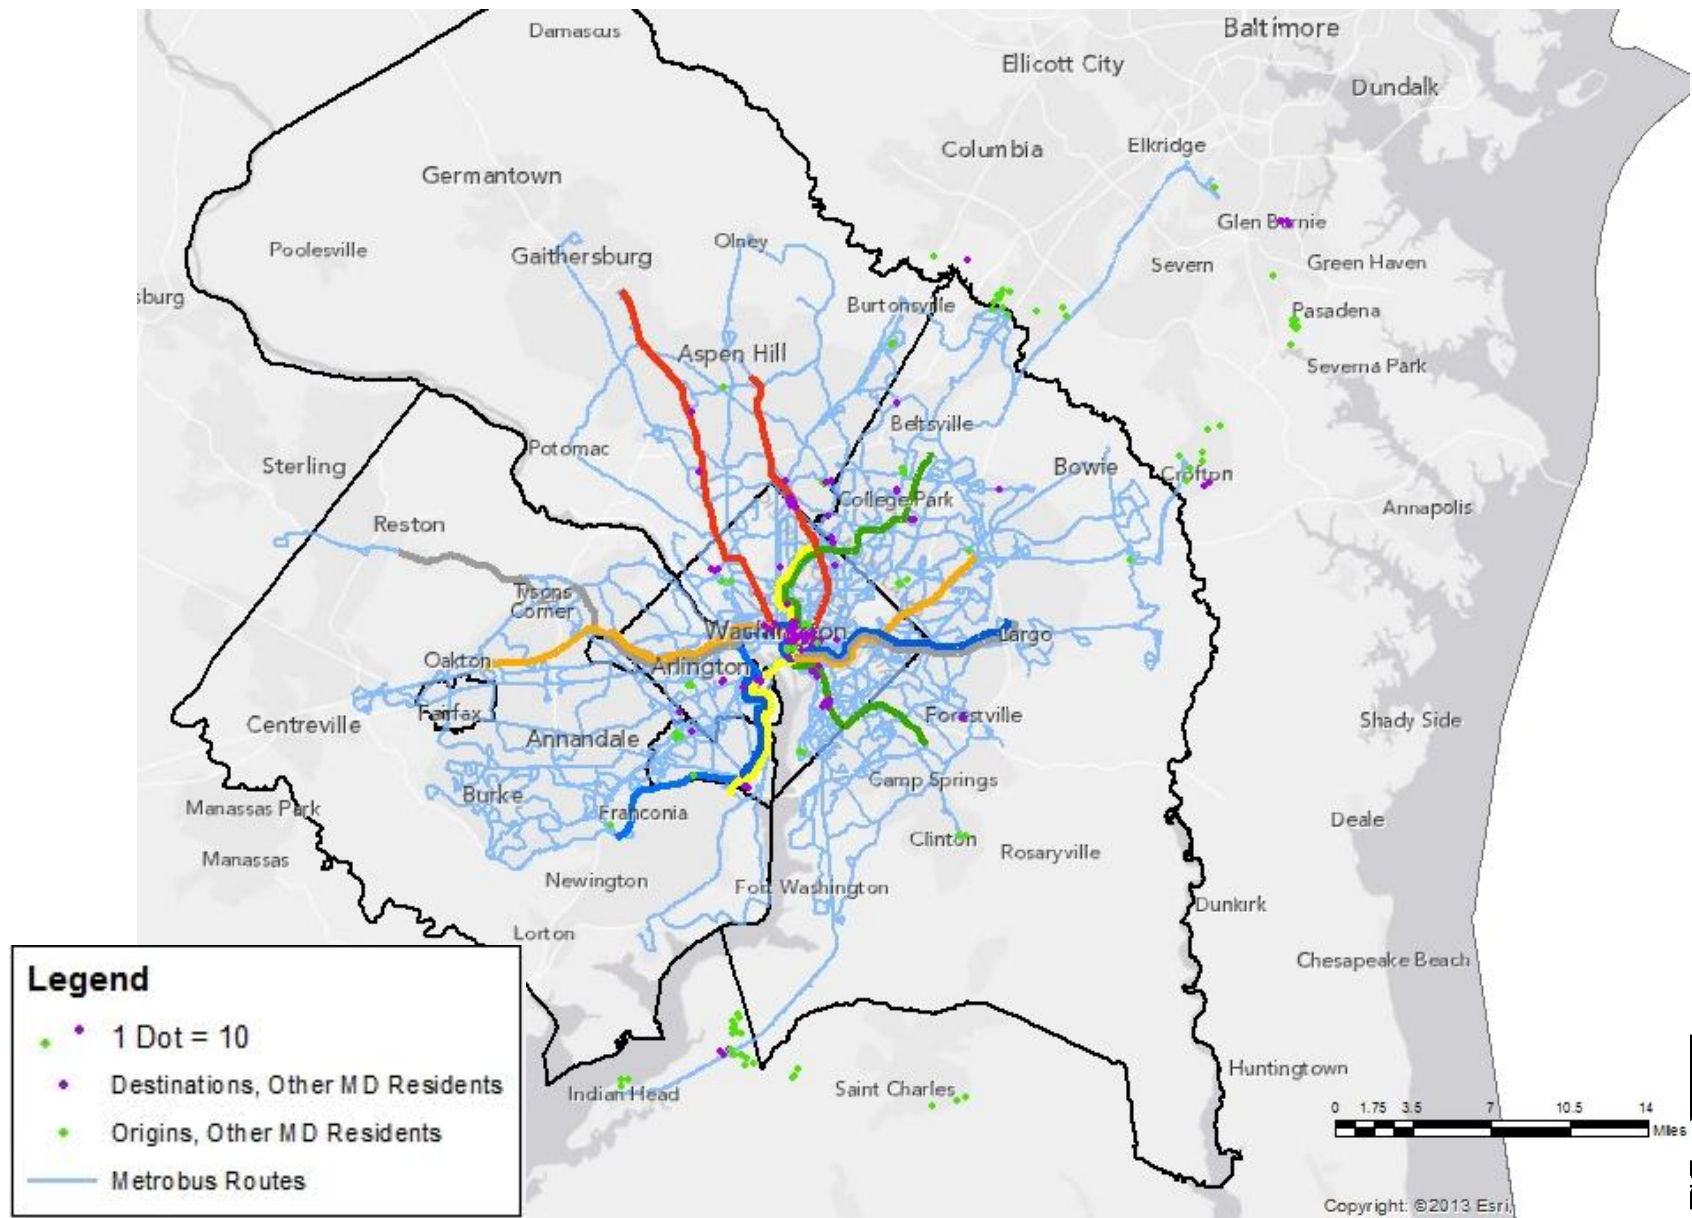 Damascus
Baltimore
Ellicott City
Dundalk
Columbia
Elkridge
Germantown
Glen Burnie
Poolesville
Gaithersburg
Olney
Severn
Green Haven
sburg
Burtonsville
Pasadena
Aspen Hill
Severna Park
Beltsville
Potomac
Sterling
Bowie
Crofton
College Park
Annapolis
Reston
Tysons
Corner
Washington
Largo
Oakton
Arlington
Fairfax
Forestville
Shady Side
Centreville
Annandale
Camp Springs
Burke
Manassas Park
Franconia
Deale
Clinton
Rosaryville
Manassas
Newington
Fort Washington
Dunkirk
Lorton
Chesapeake Beach
Huntingtown
Indian Head
Saint Charles
Legend
1 Dot = 10
Destinations, Other MD Residents
Origins, Other MD Residents
Metrobus Routes
0 1.75 3.5 7 10.5 14
Miles
Copyright: ©2013 Esri,